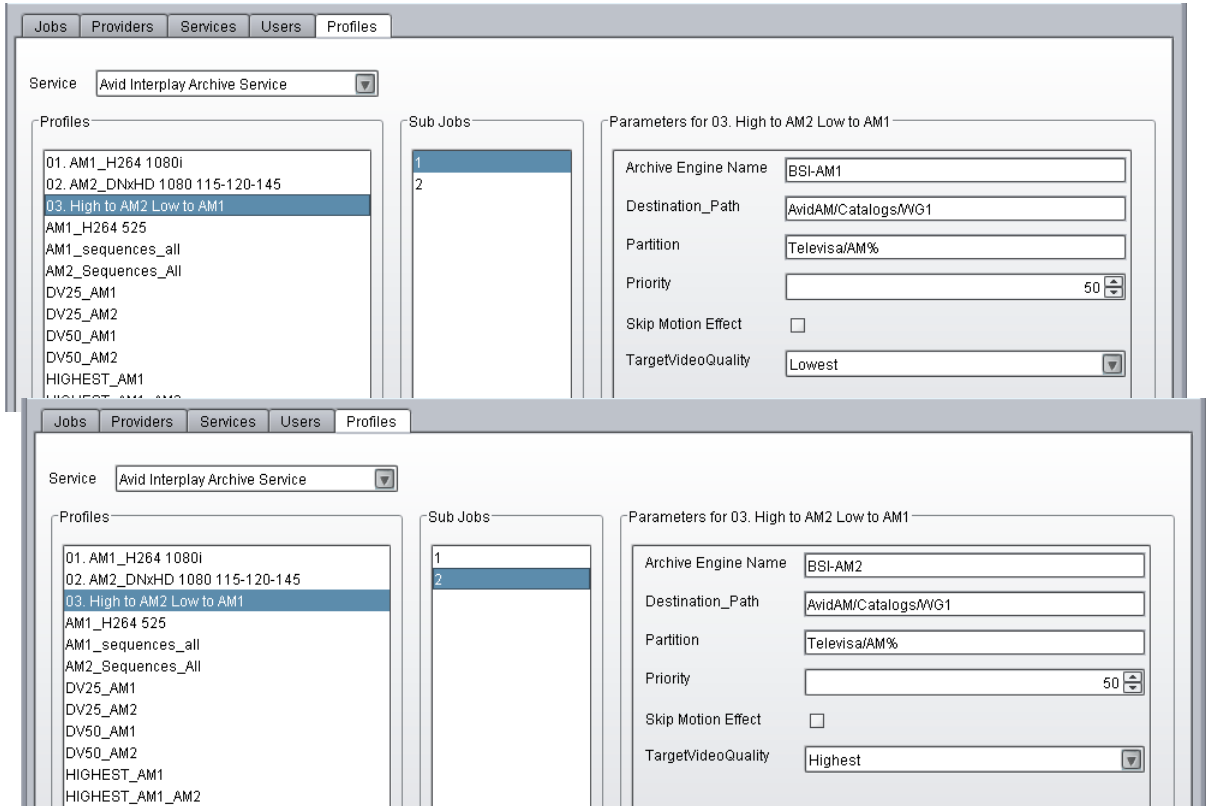 Jobs Providers Services Users Profiles
Service Avid Interplay Archive Service
Profiles Sub Jobs Parameters for 03. High to AM2 Low to AM1
01. AM1_H264 1080i
02. AM2_DNxHD 1080 115-120-145
03. High to AM2 Low to AM1
AM1_H264 525
AM1_sequences_all
AM2_Sequences_All
DV25_AM1
DV25_AM2
DV50_AM1
DV50_AM2
HIGHEST_AM1
1
2
Archive Engine Name BSI-AM1
Destination_Path AvidAM/Catalogs/WG1
Partition Televisa/AM%
Priority 50
Skip Motion Effect
TargetVideoQuality Lowest
Jobs Providers Services Users Profiles
Service Avid Interplay Archive Service
Profiles Sub Jobs Parameters for 03. High to AM2 Low to AM1
01. AM1_H264 1080i
02. AM2_DNxHD 1080 115-120-145
03. High to AM2 Low to AM1
AM1_H264 525
AM1_sequences_all
AM2_Sequences_All
DV25_AM1
DV25_AM2
DV50_AM1
DV50_AM2
HIGHEST_AM1
HIGHEST_AM1_AM2
1
2
Archive Engine Name BSI-AM2
Destination_Path AvidAM/Catalogs/WG1
Partition Televisa/AM%
Priority 50
Skip Motion Effect
TargetVideoQuality Highest